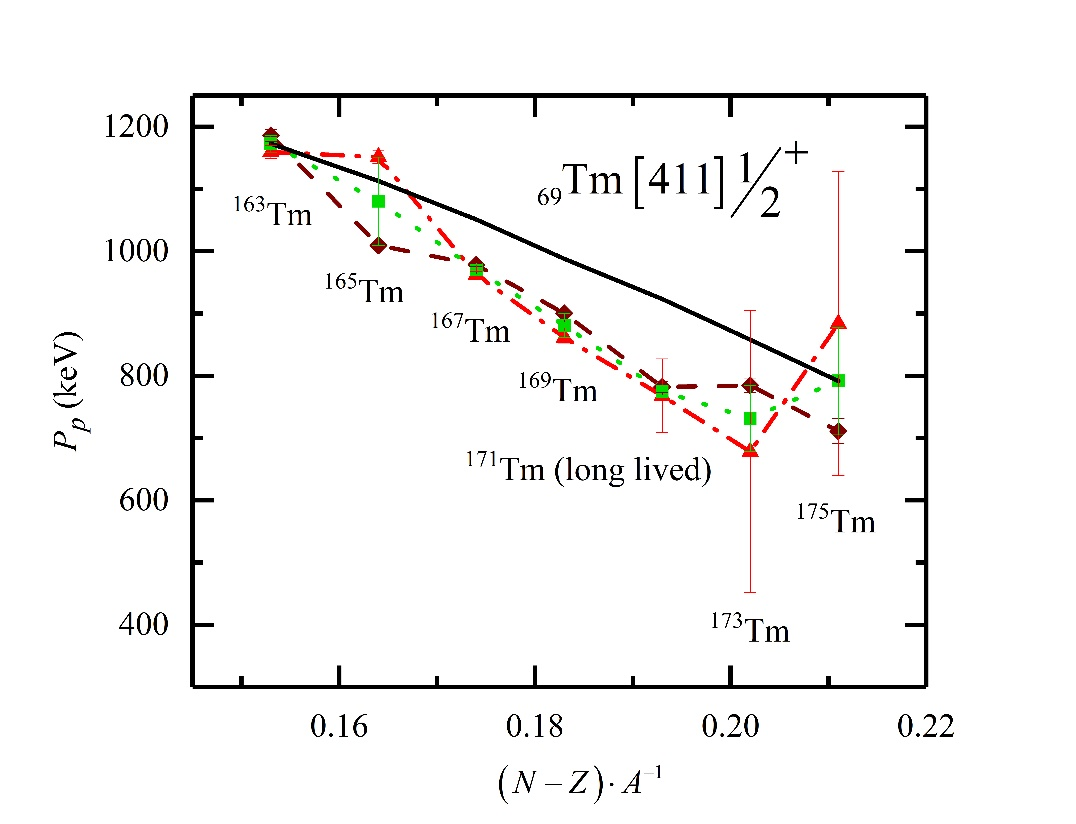 1200
1000
800
600
400
P_p (keV)
₆₉Tm [411] 1/2⁺
¹⁶³Tm
¹⁶⁵Tm
¹⁶⁷Tm
¹⁶⁹Tm
¹⁷¹Tm (long lived)
¹⁷⁵Tm
¹⁷³Tm
0.16 0.18 0.20 0.22
(N – Z) · A⁻¹